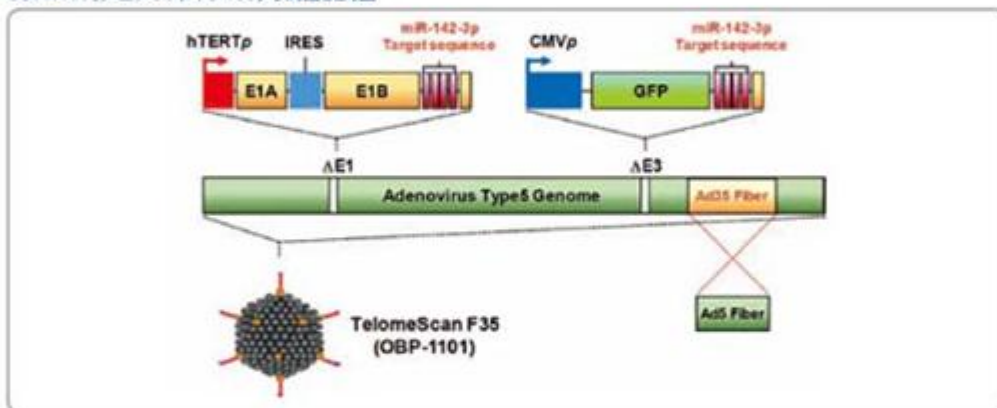 hTERTp
IRES
miR-142-3p
Target sequence
CMVp
miR-142-3p
Target sequence
E1A
E1B
GFP
ΔE1
ΔE3
Adenovirus Type5 Genome
Ad35 Fiber
Ad5 Fiber
TelomeScan F35
(OBP-1101)